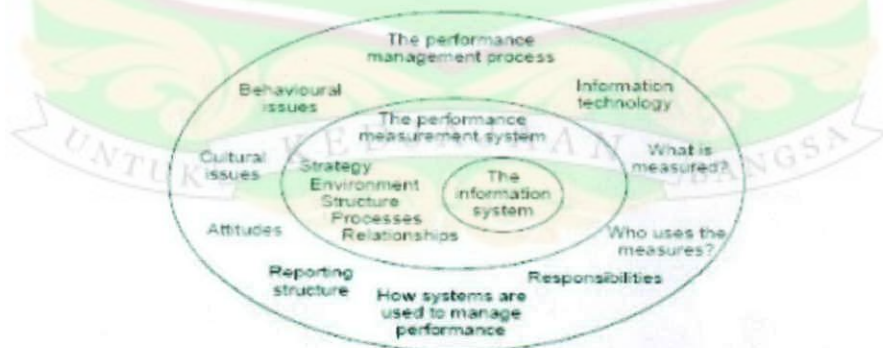 The performance
management process
Behavioural
issues
Information
technology
The performance
measurement system
Cultural
issues
What is
measured?
Strategy
Environment
Structure
Processes
Relationships
The
information
system
Attitudes
Who uses the
measures?
Reporting
structure
Responsibilities
How systems are
used to manage
performance
UNTUK BANGSA